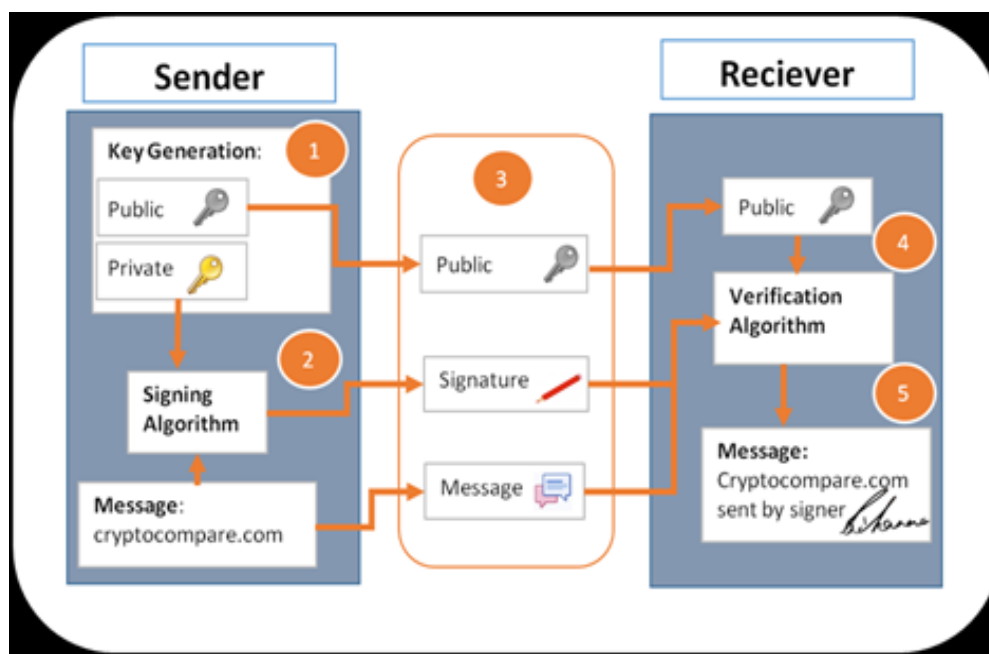 Sender
Reciever
Key Generation:
1
Public
Private
2
Signing
Algorithm
Message:
cryptocompare.com
3
Public
Signature
Message
Public
4
Verification
Algorithm
5
Message:
Cryptocompare.com
sent by signer